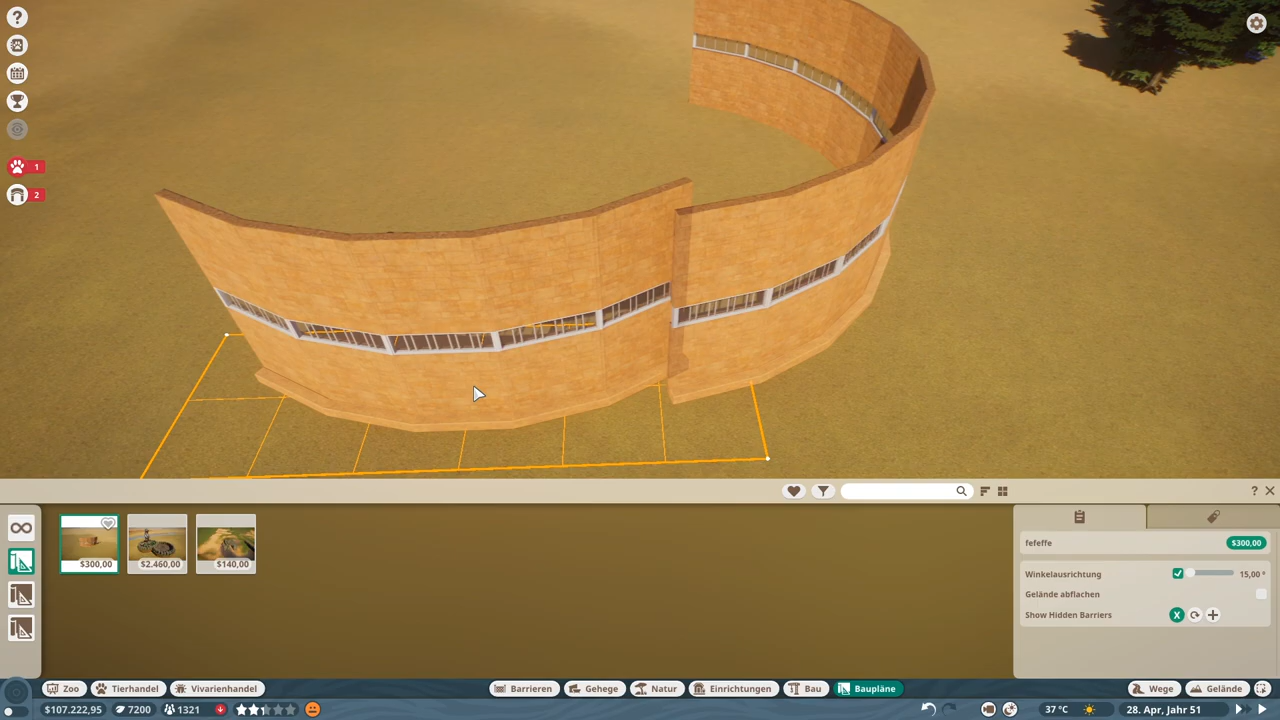 ?
1
2
? ×
$300,00
$2.460,00
$140,00
fefeffe
$300,00
Winkelausrichtung
15,00 °
Gelände abflachen
Show Hidden Barriers
X
Zoo
Tierhandel
Vivarienhandel
Barrieren
Gehege
Natur
Einrichtungen
Bau
Baupläne
Wege
Gelände
$107.222,95
7200
1321
37 °C
28. Apr, Jahr 51